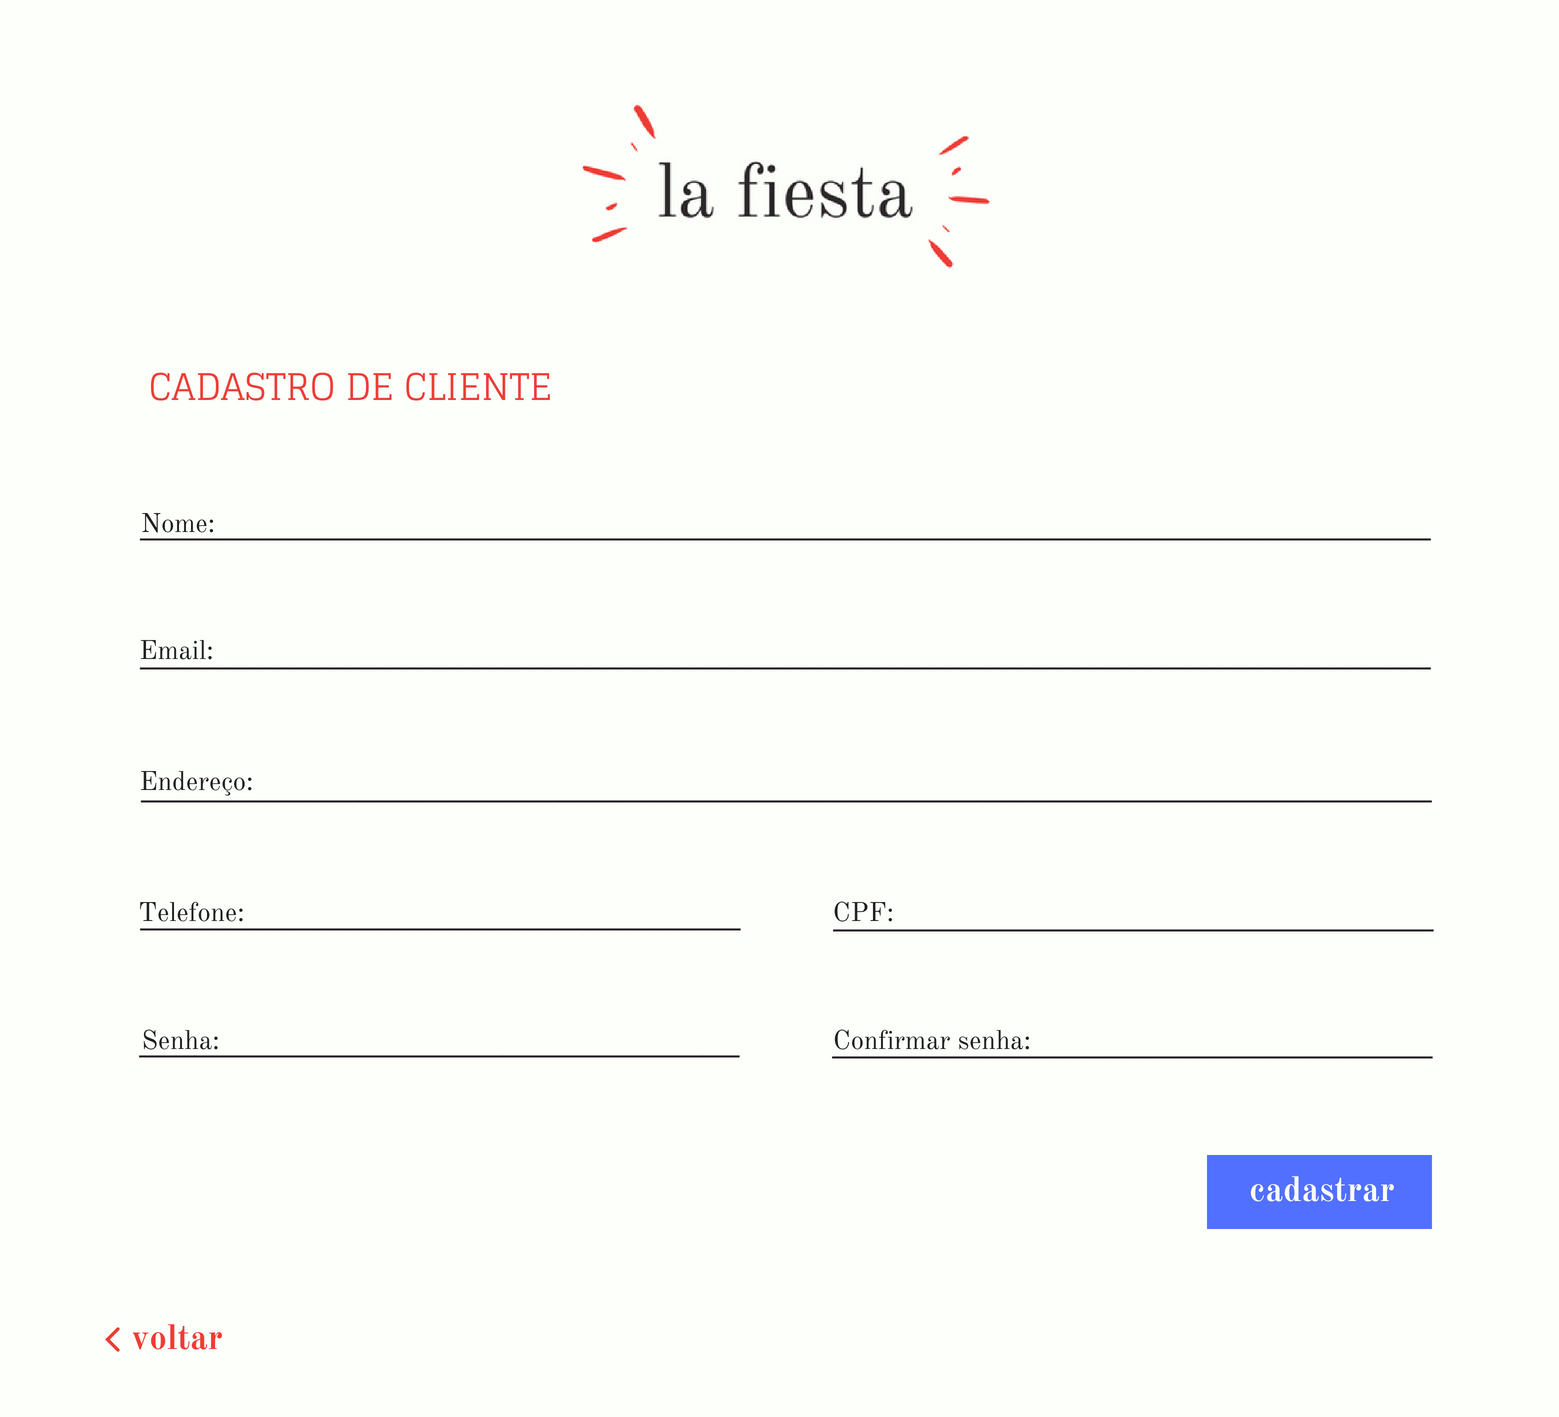 la fiesta
CADASTRO DE CLIENTE
Nome:
Email:
Endereço:
Telefone:
CPF:
Senha:
Confirmar senha:
cadastrar
voltar